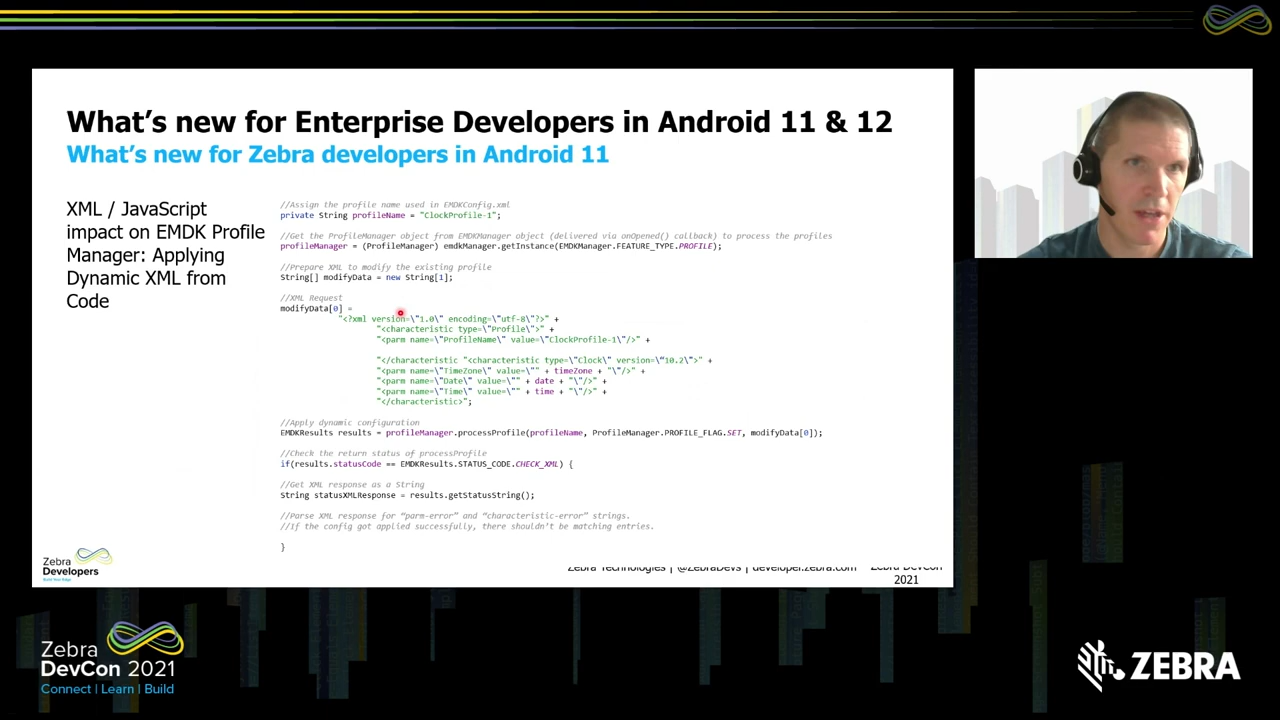 What's new for Enterprise Developers in Android 11 & 12
What's new for Zebra developers in Android 11
XML / JavaScript
impact on EMDK Profile
Manager: Applying
Dynamic XML from
Code
//Assign the profile name used in EMDKConfig.xml
private String profileName = "ClockProfile-1";
//Get the ProfileManager object from EMDKManager object (delivered via onOpened() callback) to process the profiles
profileManager = (ProfileManager) emdkManager.getInstance(EMDKManager.FEATURE_TYPE.PROFILE);
//Prepare XML to modify the existing profile
String[] modifyData = new String[1];
//XML Request
modifyData[0] =
"<?xml version=\"1.0\" encoding=\"utf-8\"?>" +
"<characteristic type=\"Profile\">" +
"<parm name=\"ProfileName\" value=\"ClockProfile-1\"/>" +
"</characteristic "<characteristic type=\"Clock\" version=\"10.2\">" +
"<parm name=\"TimeZone\" value=\"" + timeZone + "\"/>" +
"<parm name=\"Date\" value=\"" + date + "\"/>" +
"<parm name=\"Time\" value=\"" + time + "\"/>" +
"</characteristic>";
//Apply dynamic configuration
EMDKResults results = profileManager.processProfile(profileName, ProfileManager.PROFILE_FLAG.SET, modifyData[0]);
//Check the return status of processProfile
if(results.statusCode == EMDKResults.STATUS_CODE.CHECK_XML) {
//Get XML response as a String
String statusXMLResponse = results.getStatusString();
//Parse XML response for "parm-error" and "characteristic-error" strings.
//If the config got applied successfully, there shouldn't be matching entries.
}
Zebra
Developers
Zebra Technologies | @ZebraDevs | developer.zebra.com
Zebra DevCon
2021
Zebra
DevCon 2021
Connect | Learn | Build
ZEBRA